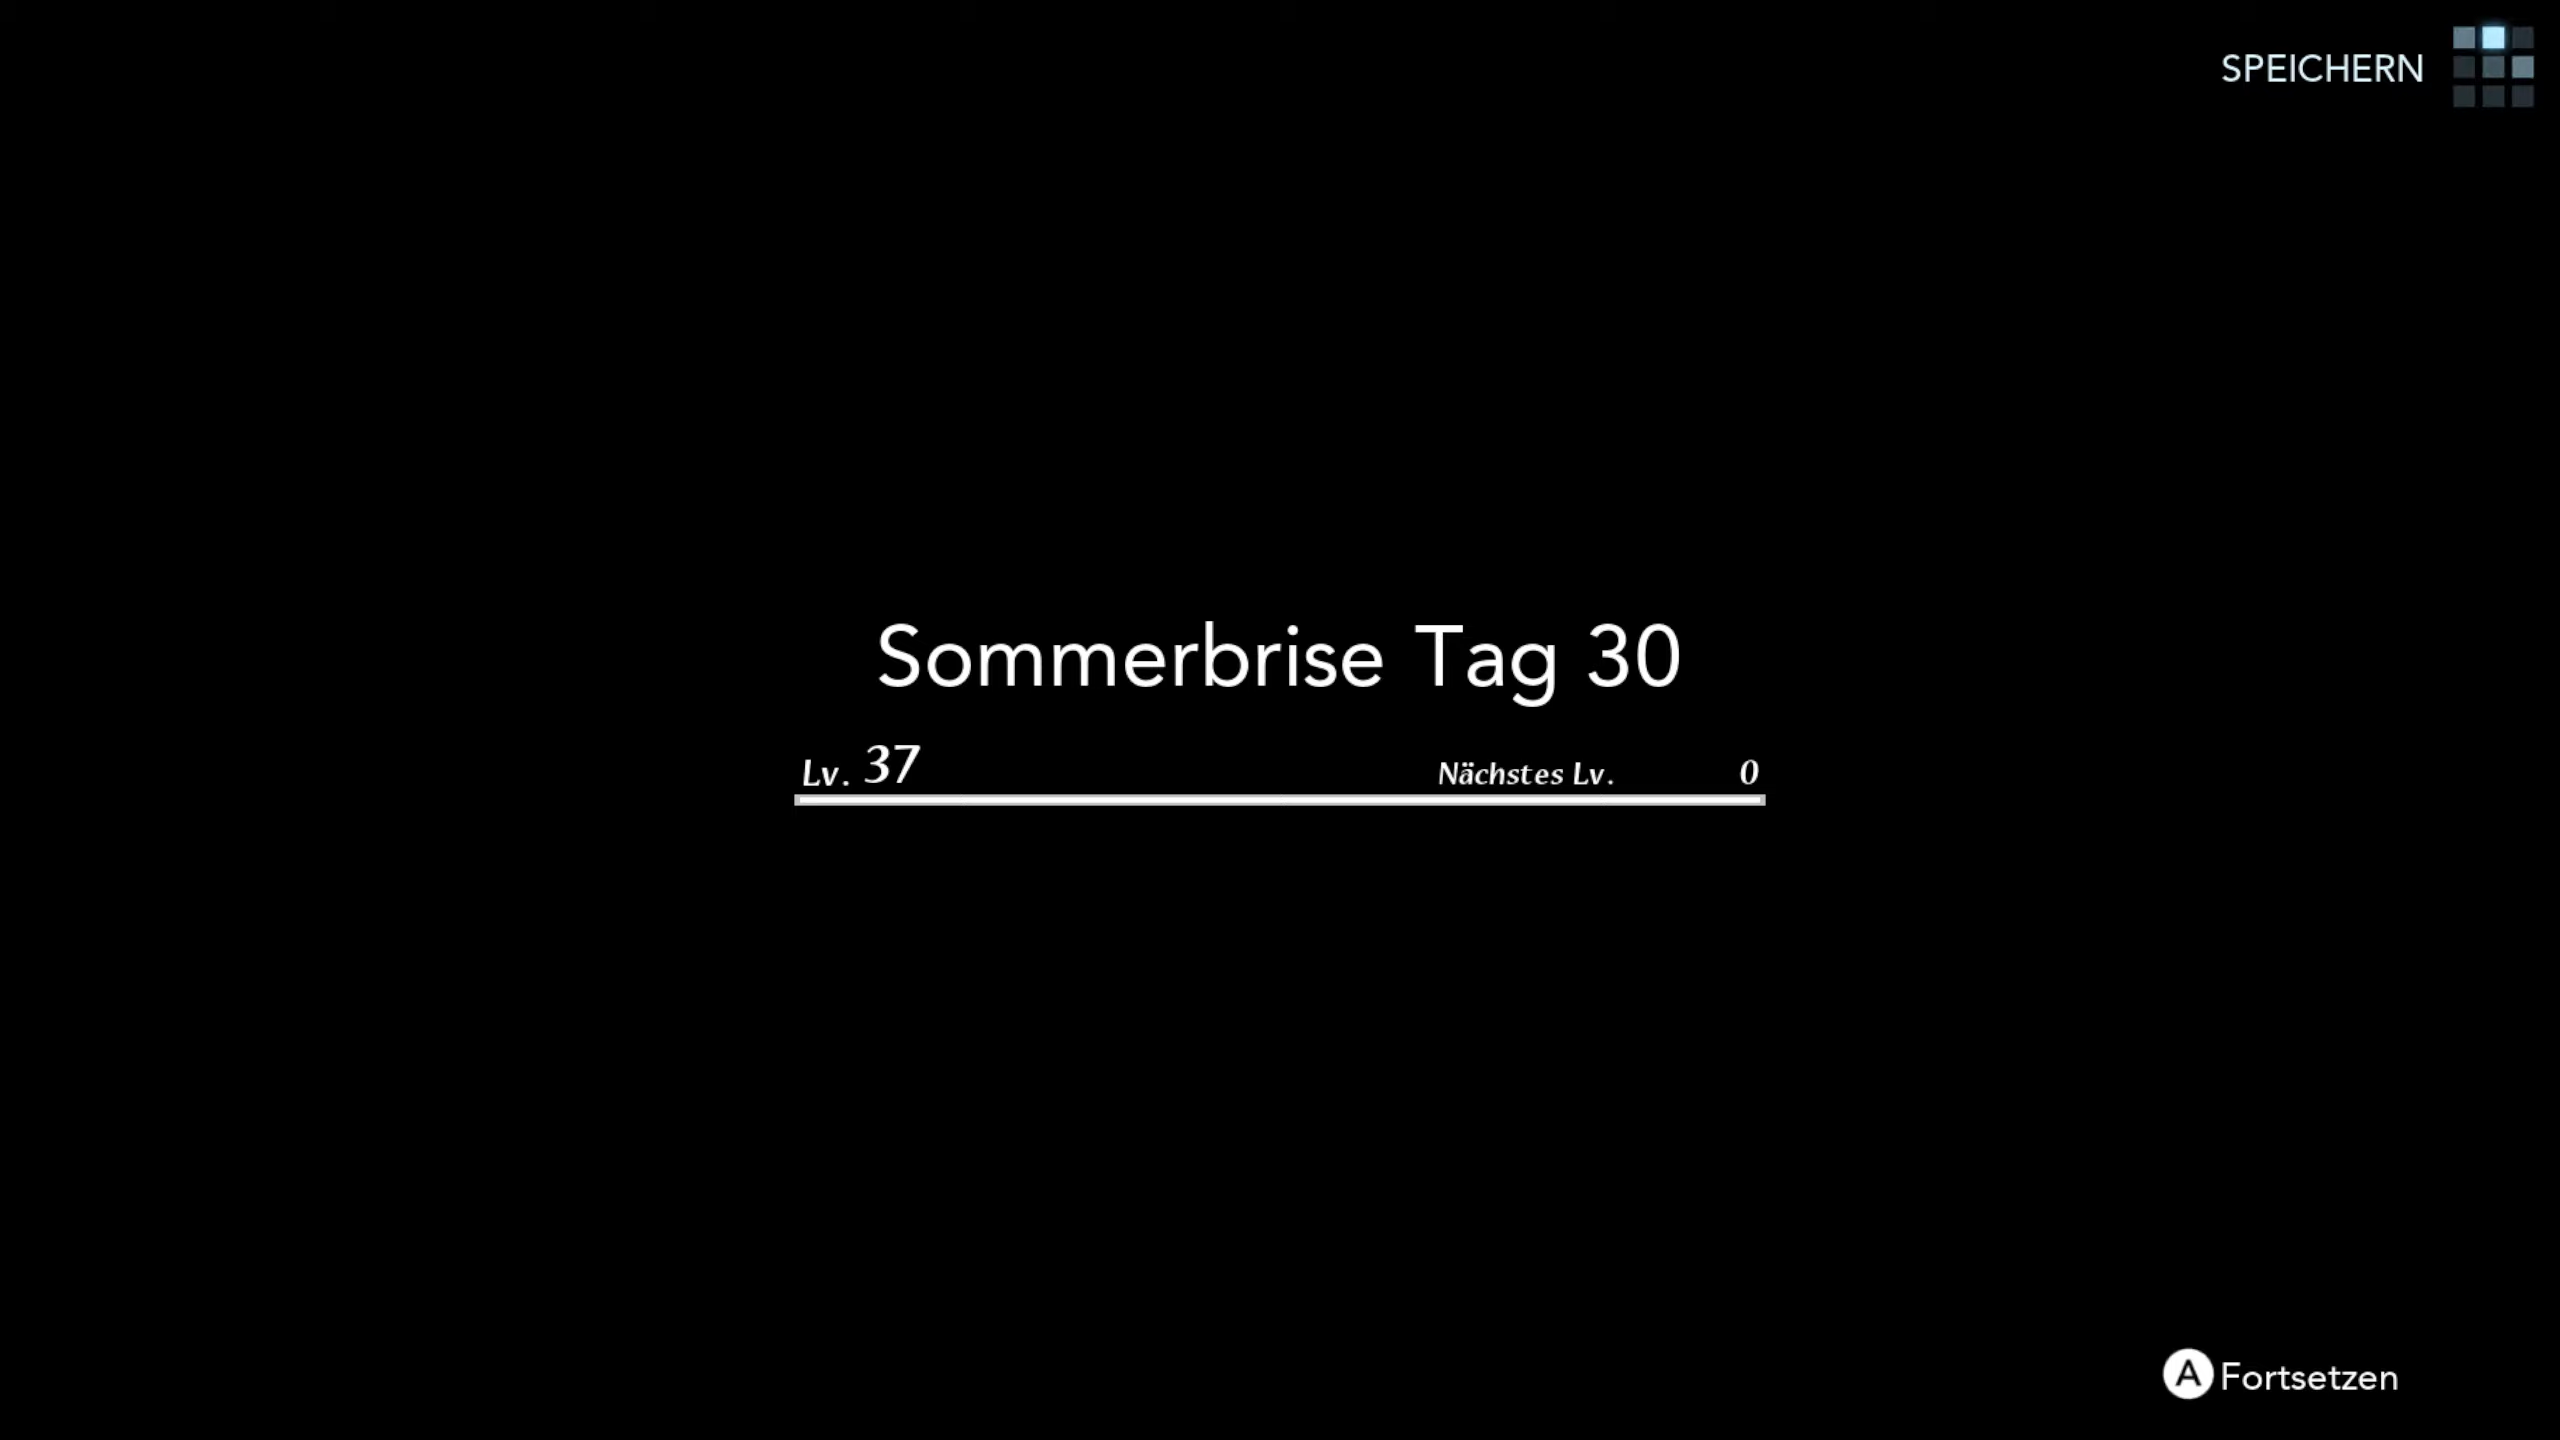 SPEICHERN
Sommerbrise Tag 30
Lv. 37 Nächstes Lv. 0
A Fortsetzen